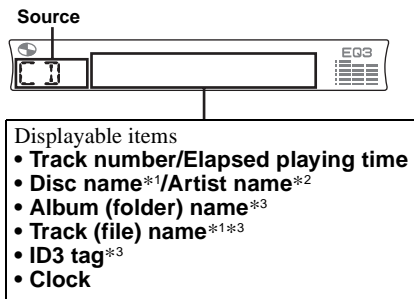 Source
EQ3
CD
Displayable items
• Track number/Elapsed playing time
• Disc name*1/Artist name*2
• Album (folder) name*3
• Track (file) name*1*3
• ID3 tag*3
• Clock